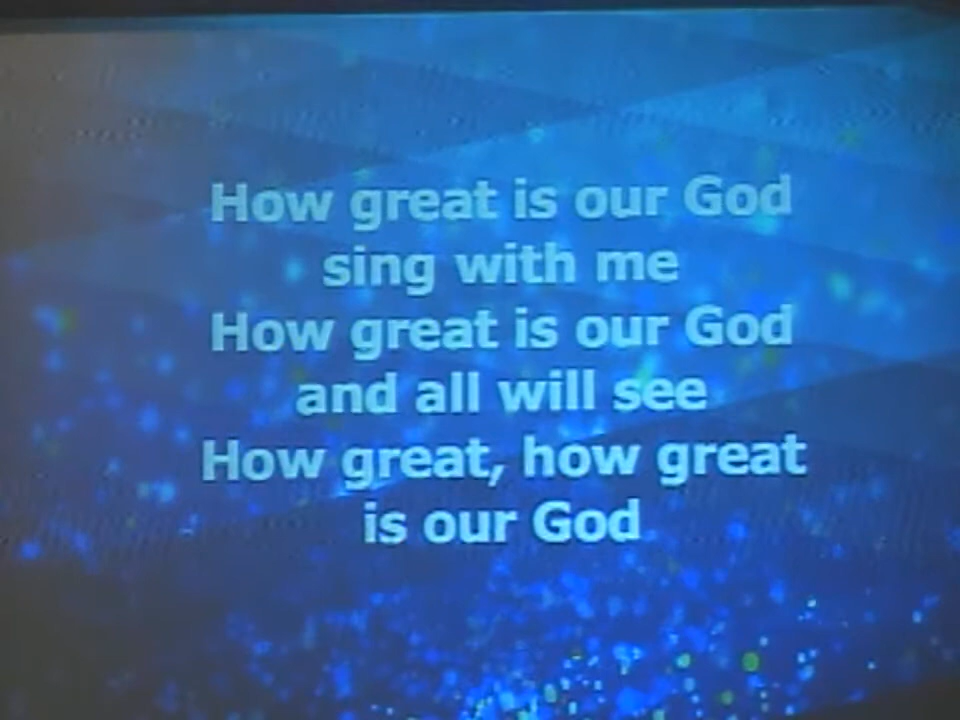 How great is our God
sing with me
How great is our God
and all will see
How great, how great
is our God